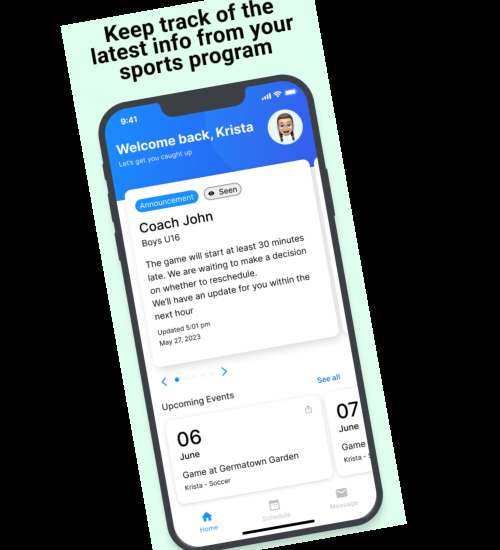 Keep track of the
latest info from your
sports program
9:41
Welcome back, Krista
Let's get you caught up
Announcement
Seen
Coach John
Boys U16
The game will start at least 30 minutes
late. We are waiting to make a decision
on whether to reschedule.
We'll have an update for you within the
next hour
Updated 5:01 pm
May 27, 2023
Upcoming Events
See all
06
June
Game at Germatown Garden
Krista - Soccer
07
June
Game
Krista - S
Home
Schedule
Message